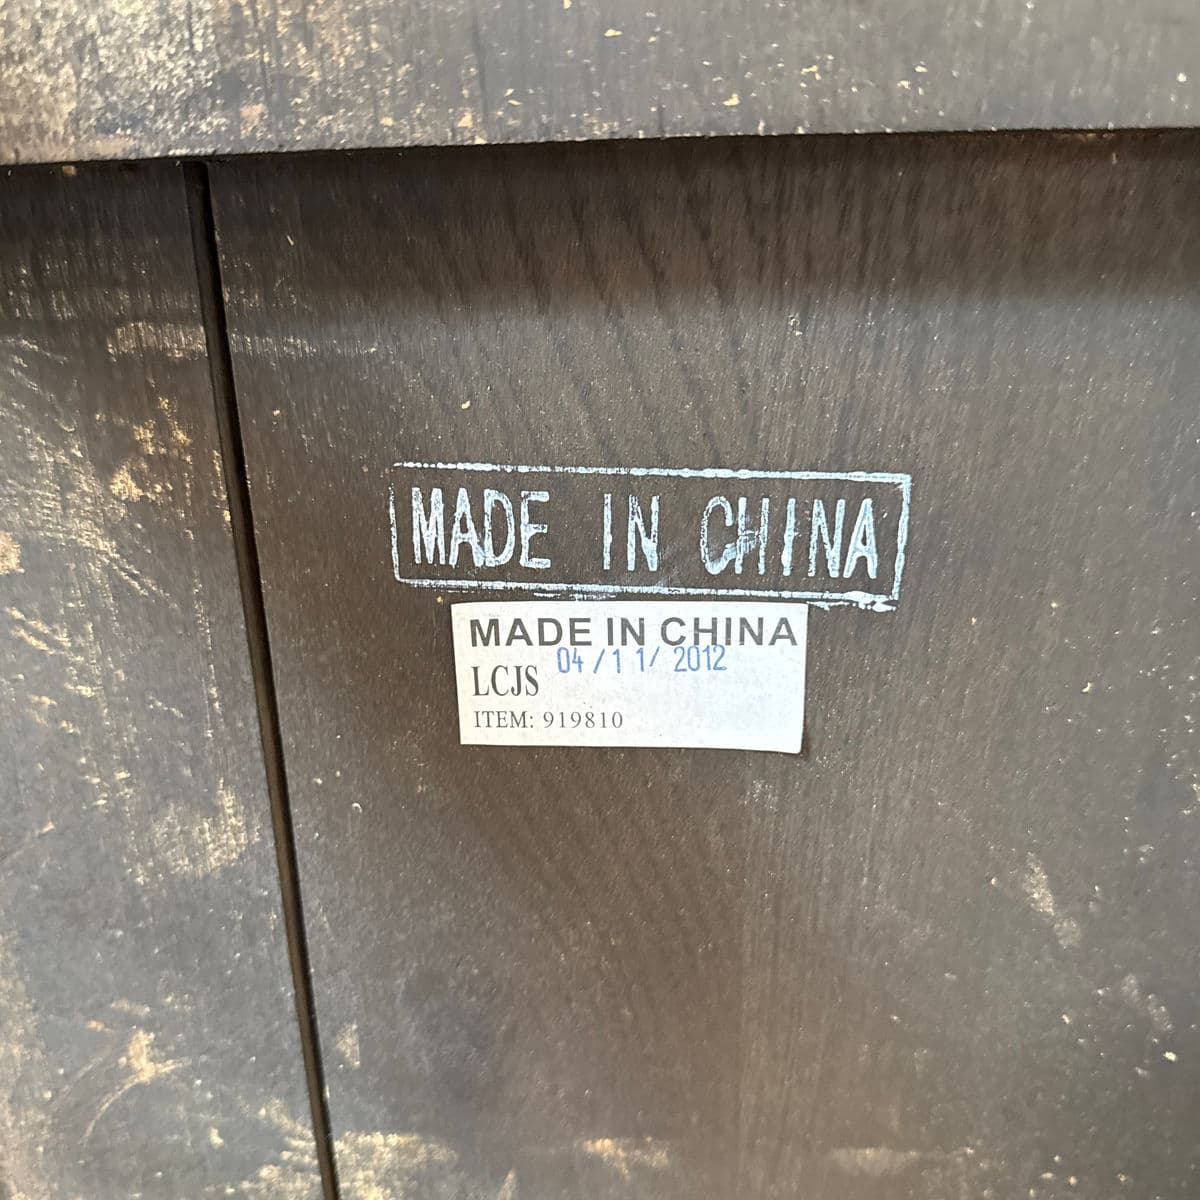 MADE IN CHINA
MADE IN CHINA
04/11/2012
LCJS
ITEM: 919810